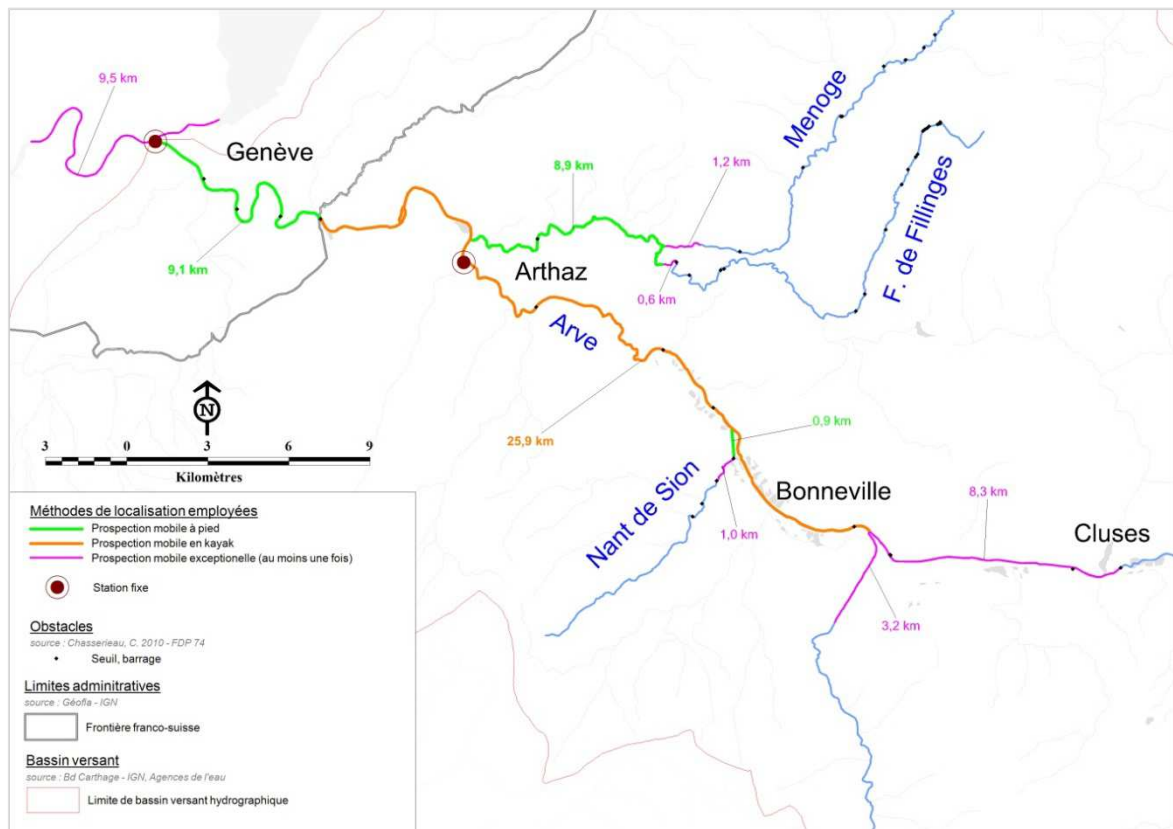 9,5 km
Genève
Menoge
8,9 km
1,2 km
F. de Fillinges
9,1 km
Arthaz
0,6 km
Arve
N
25,9 km
0,9 km
3 0 3 6 9
Kilomètres
Nant de Sion
Bonneville
8,3 km
Cluses
1,0 km
3,2 km
Méthodes de localisation employées
Prospection mobile à pied
Prospection mobile en kayak
Prospection mobile exceptionelle (au moins une fois)
Station fixe
Obstacles
source : Chasserieau, C. 2010 - FDP 74
Seuil, barrage
Limites adminitratives
source : Géofla - IGN
Frontière franco-suisse
Bassin versant
source : Bd Carthage - IGN, Agences de l'eau
Limite de bassin versant hydrographique